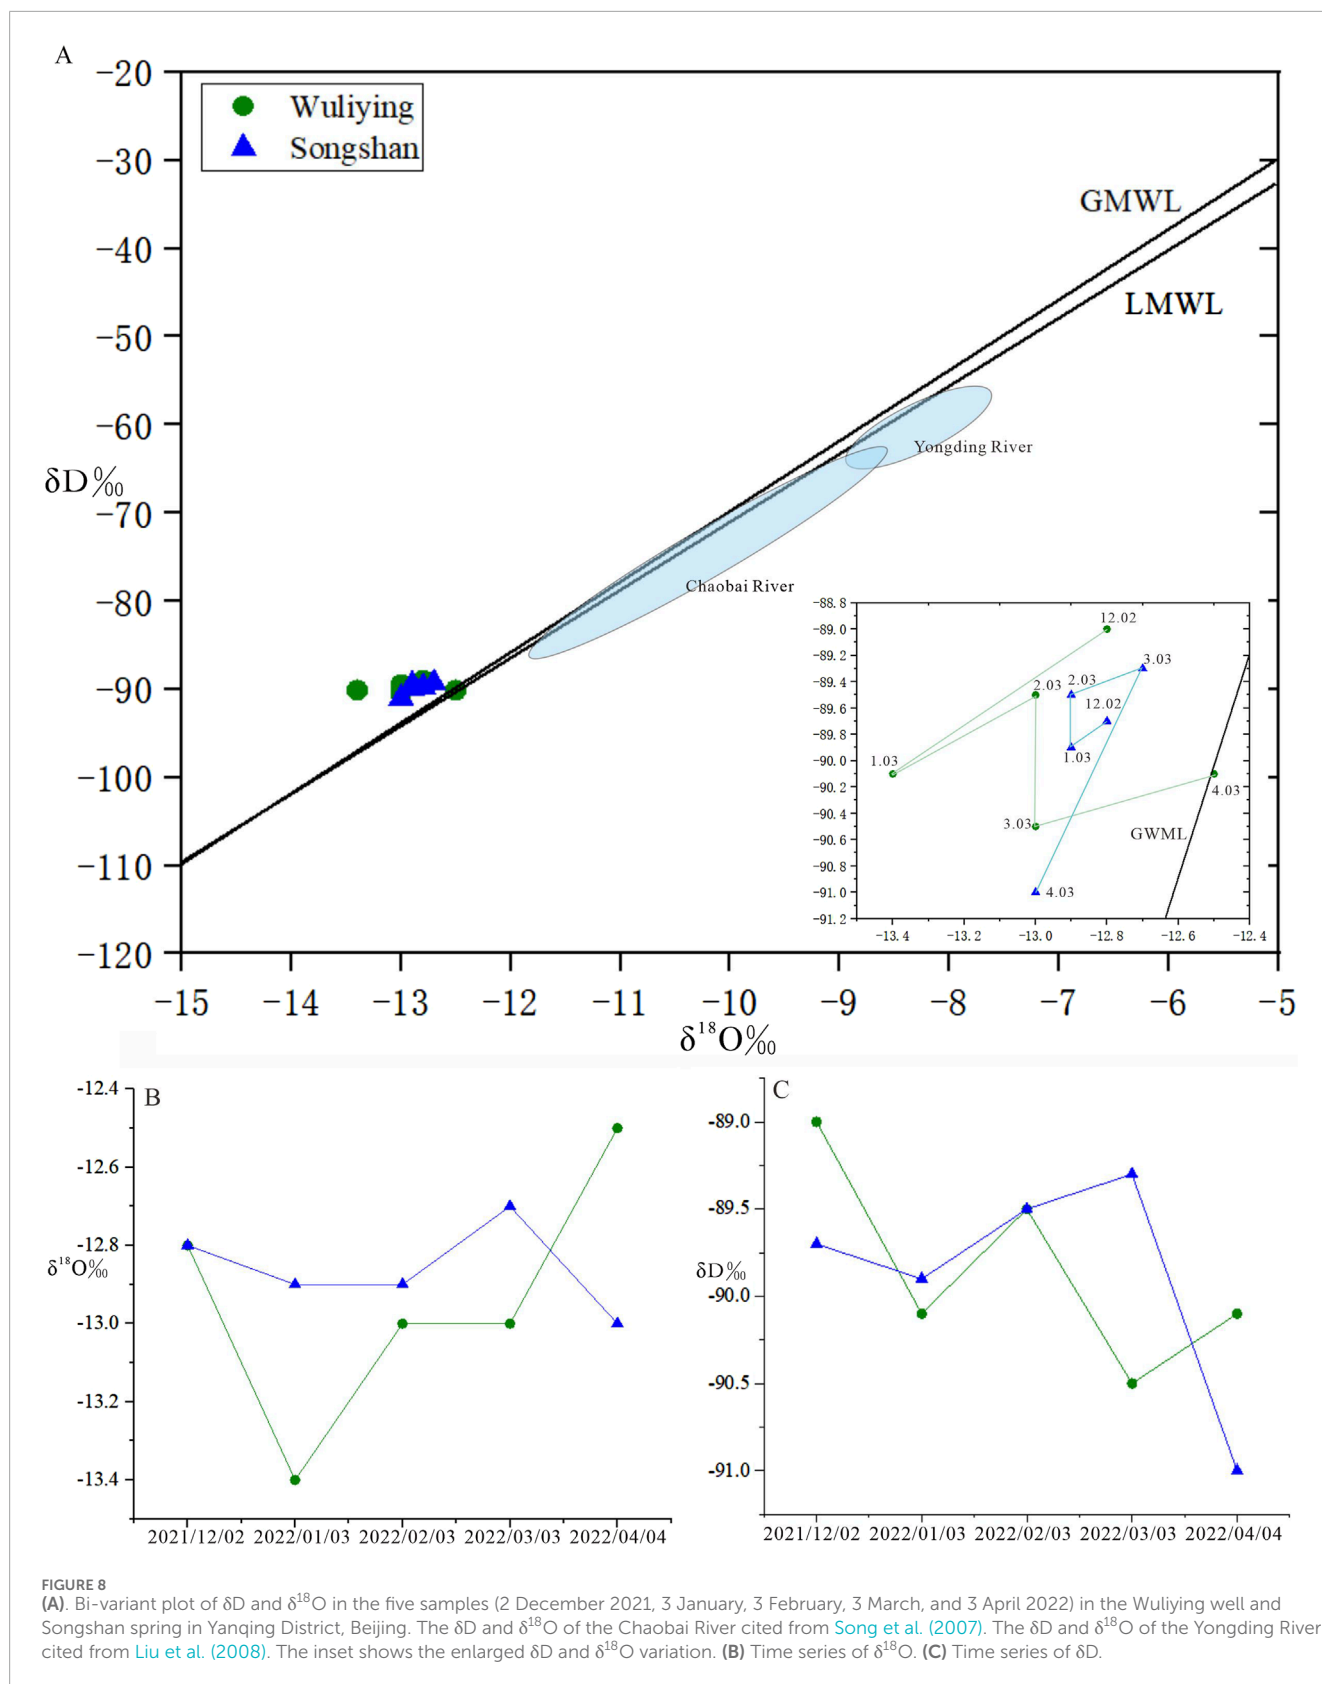 A
−20
−30
−40
−50
−60
−70
−80
−90
−100
−110
−120
δD‰
Wuliying
Songshan
GMWL
LMWL
Yongding River
Chaobai River
−88.8
−89.0
−89.2
−89.4
−89.6
−89.8
−90.0
−90.2
−90.4
−90.6
−90.8
−91.0
−91.2
12.02
3.03
2.03
2.03
12.02
1.03
1.03
4.03
3.03
GWML
4.03
−13.4 −13.2 −13.0 −12.8 −12.6 −12.4
−15 −14 −13 −12 −11 −10 −9 −8 −7 −6 −5
δ¹⁸O‰
B
-12.4
-12.6
-12.8
δ¹⁸O‰
-13.0
-13.2
-13.4
2021/12/02 2022/01/03 2022/02/03 2022/03/03 2022/04/04
C
-89.0
-89.5
δD‰
-90.0
-90.5
-91.0
2021/12/02 2022/01/03 2022/02/03 2022/03/03 2022/04/04
FIGURE 8
(A). Bi-variant plot of δD and δ¹⁸O in the five samples (2 December 2021, 3 January, 3 February, 3 March, and 3 April 2022) in the Wuliying well and
Songshan spring in Yanqing District, Beijing. The δD and δ¹⁸O of the Chaobai River cited from Song et al. (2007). The δD and δ¹⁸O of the Yongding River
cited from Liu et al. (2008). The inset shows the enlarged δD and δ¹⁸O variation. (B) Time series of δ¹⁸O. (C) Time series of δD.